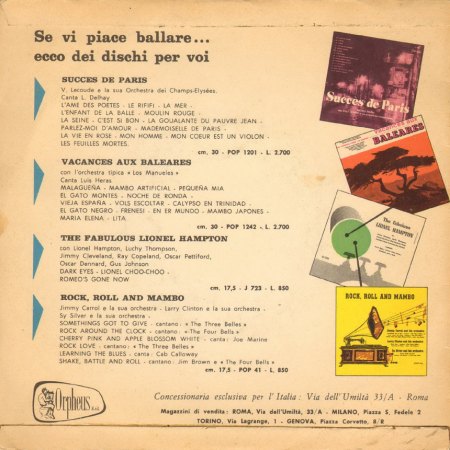 Se vi piace ballare...
ecco dei dischi per voi
SUCCES DE PARIS
V. Lecoude e la sua Orchestra dei Champs-Elysées.
Canta L. Delhay
L'AME DES POETES - LE RIFIFI - LA MER -
L'ENFANT DE LA BALLE - MOULIN ROUGE -
LA SEINE - C'EST SI BON - LA GOUALANTE DU PAUVRE JEAN -
PARLEZ-MOI D'AMOUR - MADEMOISELLE DE PARIS -
LA VIE EN ROSE - MON HOMME - MON COEUR EST UN VIOLON -
LES FEUILLES MORTES.
cm. 30 - POP 1201 - L. 2.700
VACANCES AUX BALEARES
con l'orchestra tipica « Los Manueles »
Canta Luis Heras
MALAGUEÑA - MAMBO ARTIFICIAL - PEQUEÑA MIA
EL GATO MONTES - NOCHE DE RONDA -
VIEJA ESPAÑA - VOLS ESCOLTAR - CALYPSO EN TRINIDAD -
EL GATO NEGRO - FRENESI - EN ER MUNDO - MAMBO JAPONES -
MARIA ELENA - LITA
cm. 30 - POP 1242 - L. 2.700
THE FABULOUS LIONEL HAMPTON
con Lionel Hampton, Luchy Thompson,
Jimmy Cleveland, Ray Copeland, Oscar Pettiford,
Oscar Dennard, Gus Johnson
DARK EYES - LIONEL CHOO-CHOO -
ROMEO'S GONE NOW
cm. 17,5 - J 723 - L. 850
ROCK, ROLL AND MAMBO
Jimmy Carrol e la sua orchestra - Larry Clinton e la sua orchestra -
Sy Silver e la sua orchestra -
SOMETHINGS GOT TO GIVE - cantano : « The Three Belles »
ROCK AROUND THE CLOCK - cantano : « The Four Bells »
CHERRY PINK AND APPLE BLOSSOM WHITE - canta: Joe Marine
ROCK LOVE - cantano: « The Three Belles »
LEARNING THE BLUES - canta: Cab Calloway
SHAKE, BATTLE AND ROLL - cantano: Jim Brown e « The Four Bells »
cm. 17,5 - POP 41 - L. 850
Succes de Paris
BALEARES
The fabulous
LIONEL HAMPTON
ROCK, ROLL AND MAMBO
Orpheus
Concessionaria esclusiva per l'Italia : Via dell'Umiltà 33/A - Roma
Magazzini di vendita : ROMA, Via dell'Umiltà, 33/A - MILANO, Piazza S, Fedele 2
TORINO, Via Lagrange, 1 - GENOVA, Piazza Corvetto, 8/R